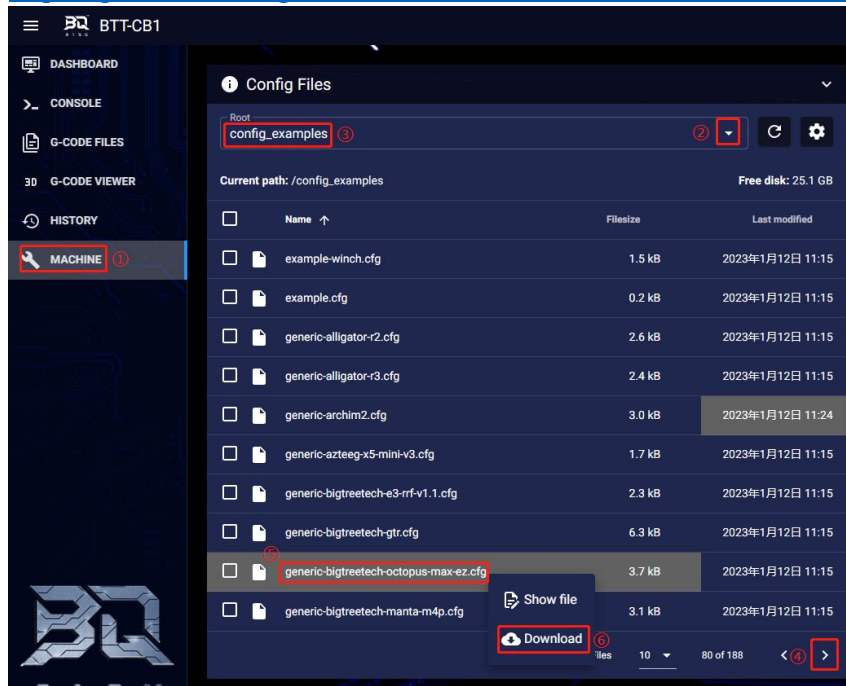 BTT-CB1
DASHBOARD
CONSOLE
G-CODE FILES
3D G-CODE VIEWER
HISTORY
MACHINE ①
Config Files
Root
config_examples ③
②
Current path: /config_examples Free disk: 25.1 GB
Name Filesize Last modified
example-winch.cfg 1.5 kB 2023年1月12日 11:15
example.cfg 0.2 kB 2023年1月12日 11:15
generic-alligator-r2.cfg 2.6 kB 2023年1月12日 11:15
generic-alligator-r3.cfg 2.4 kB 2023年1月12日 11:15
generic-archim2.cfg 3.0 kB 2023年1月12日 11:24
generic-azteeg-x5-mini-v3.cfg 1.7 kB 2023年1月12日 11:15
generic-bigtreetech-e3-rrf-v1.1.cfg 2.3 kB 2023年1月12日 11:15
generic-bigtreetech-gtr.cfg 6.3 kB 2023年1月12日 11:15
⑤
generic-bigtreetech-octopus-max-ez.cfg 3.7 kB 2023年1月12日 11:15
generic-bigtreetech-manta-m4p.cfg 3.1 kB 2023年1月12日 11:15
Show file
Download ⑥
10 80 of 188 ④